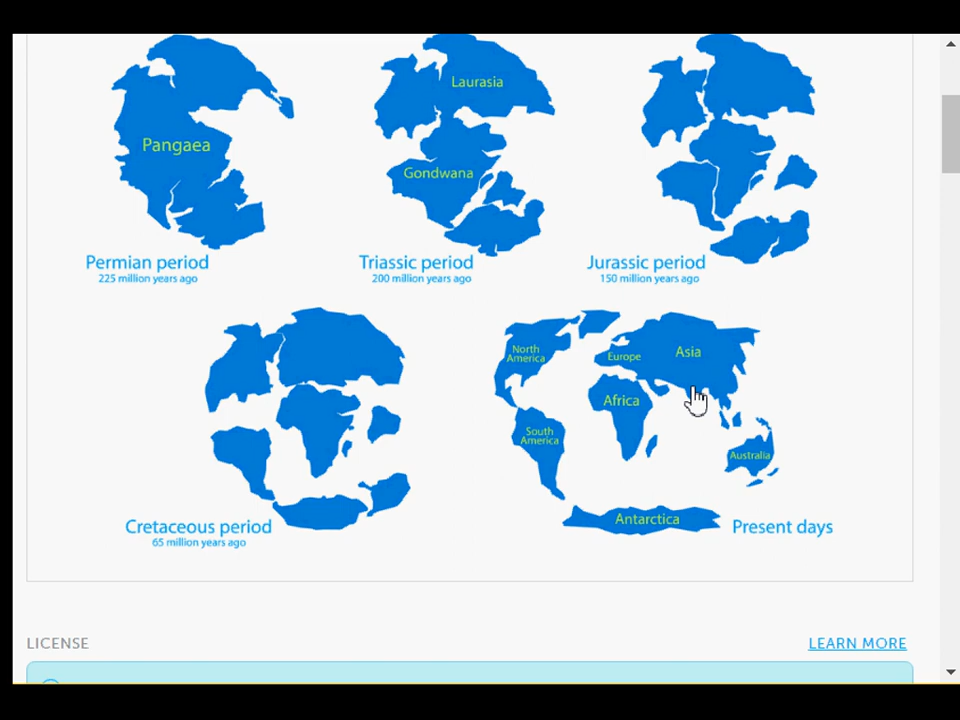 Laurasia
Pangaea
Gondwana
Permian period
225 million years ago
Triassic period
200 million years ago
Jurassic period
150 million years ago
North
America
Europe
Asia
Africa
South
America
Australia
Antarctica
Cretaceous period
65 million years ago
Present days
LICENSE
LEARN MORE